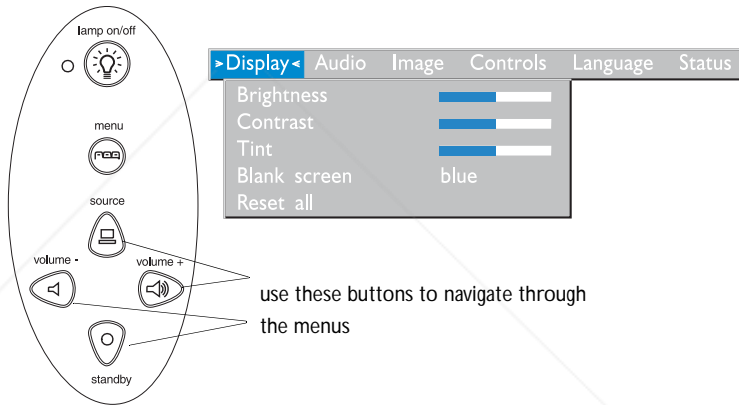 lamp on/off
>Display< Audio Image Controls Language Status
Brightness
Contrast
Tint
Blank screen blue
Reset all
menu
source
volume - volume +
use these buttons to navigate through
the menus
standby